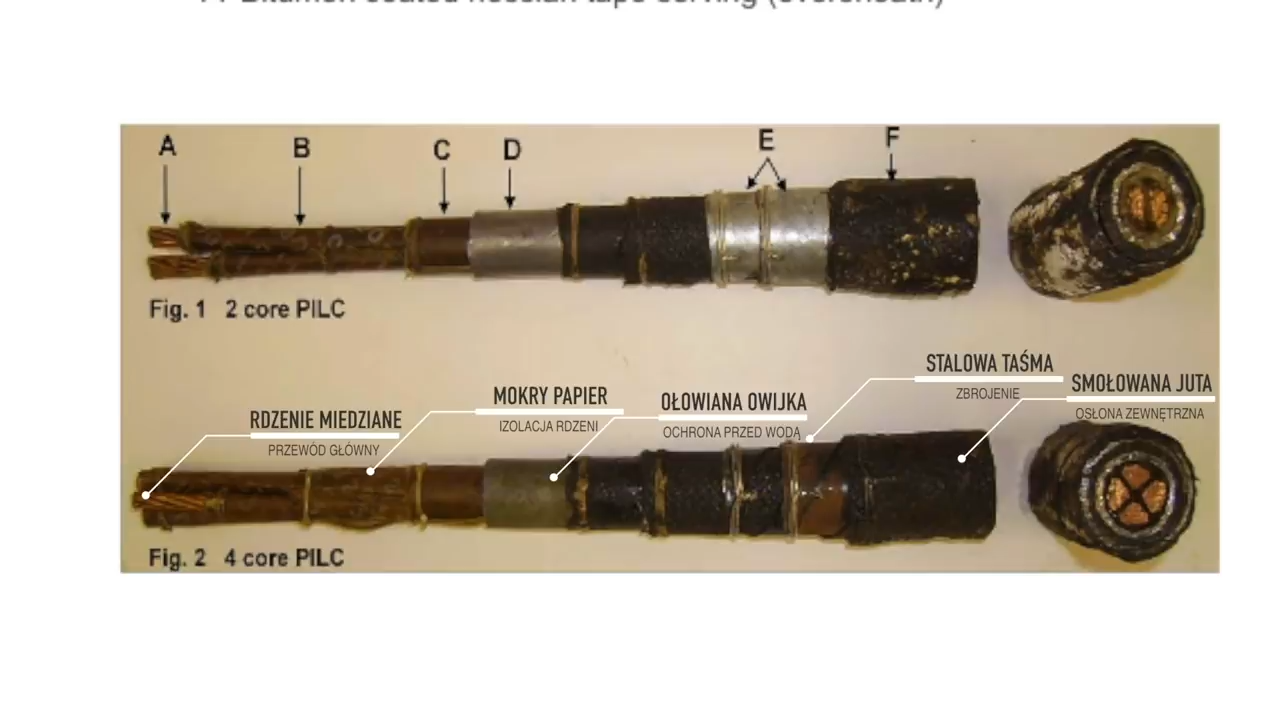 A B C D E F
Fig. 1 2 core PILC
STALOWA TAŚMA
ZBROJENIE
SMOŁOWANA JUTA
OSŁONA ZEWNĘTRZNA
MOKRY PAPIER
IZOLACJA RDZENI
OŁOWIANA OWIJKA
OCHRONA PRZED WODĄ
RDZENIE MIEDZIANE
PRZEWÓD GŁÓWNY
Fig. 2 4 core PILC